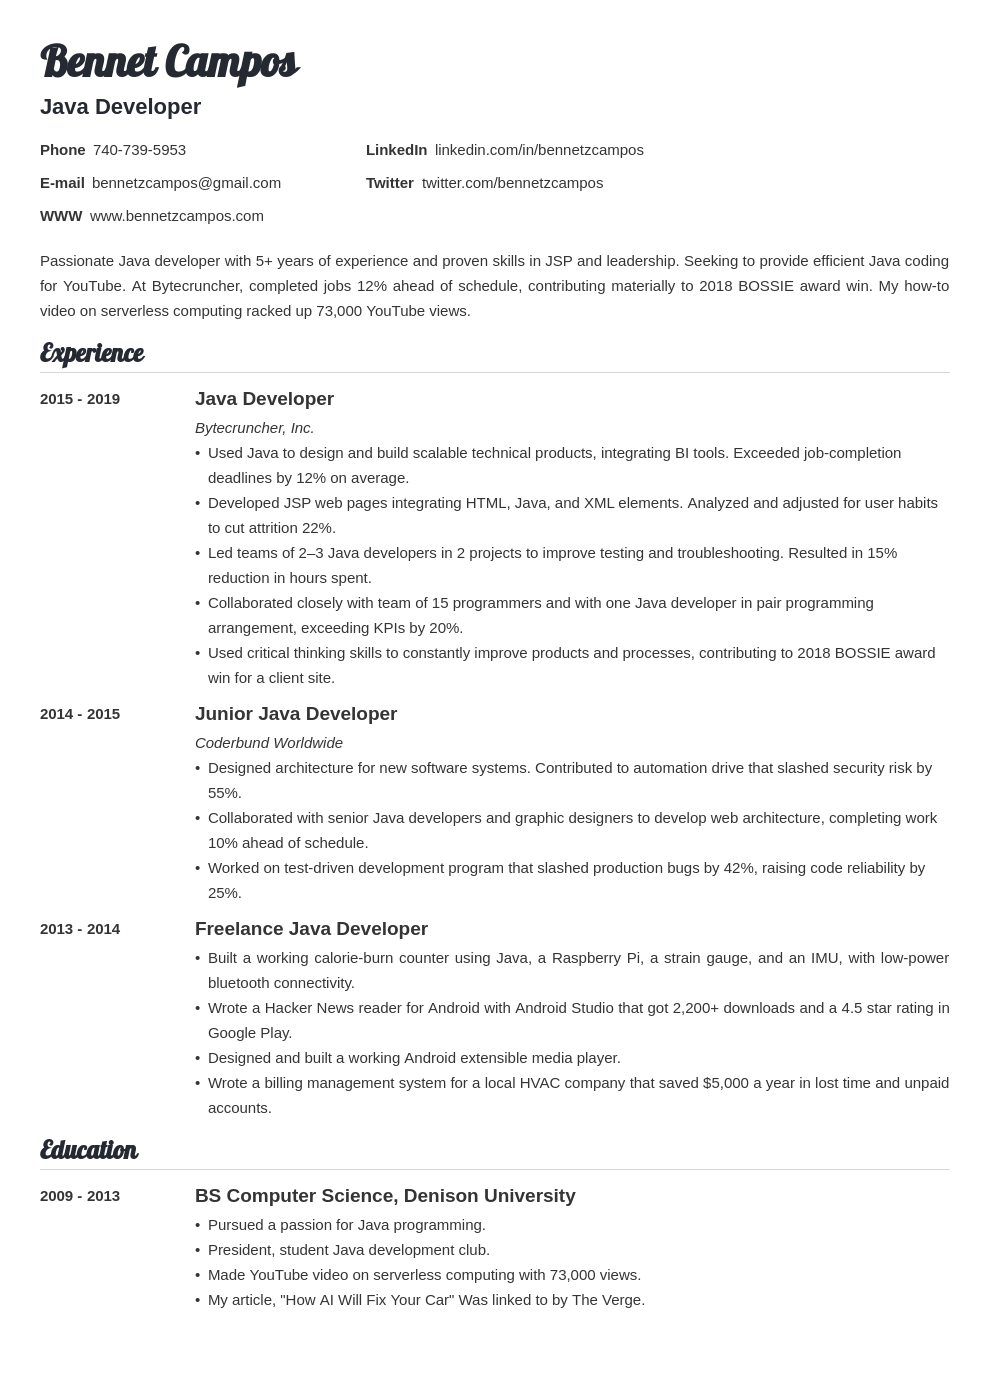 Bennet Campos
Java Developer
Phone 740-739-5953 LinkedIn linkedin.com/in/bennetzcampos
E-mail bennetzcampos@gmail.com Twitter twitter.com/bennetzcampos
WWW www.bennetzcampos.com
Passionate Java developer with 5+ years of experience and proven skills in JSP and leadership. Seeking to provide efficient Java coding
for YouTube. At Bytecruncher, completed jobs 12% ahead of schedule, contributing materially to 2018 BOSSIE award win. My how-to
video on serverless computing racked up 73,000 YouTube views.
Experience
2015 - 2019 Java Developer
Bytecruncher, Inc.
• Used Java to design and build scalable technical products, integrating BI tools. Exceeded job-completion
deadlines by 12% on average.
• Developed JSP web pages integrating HTML, Java, and XML elements. Analyzed and adjusted for user habits
to cut attrition 22%.
• Led teams of 2–3 Java developers in 2 projects to improve testing and troubleshooting. Resulted in 15%
reduction in hours spent.
• Collaborated closely with team of 15 programmers and with one Java developer in pair programming
arrangement, exceeding KPIs by 20%.
• Used critical thinking skills to constantly improve products and processes, contributing to 2018 BOSSIE award
win for a client site.
2014 - 2015 Junior Java Developer
Coderbund Worldwide
• Designed architecture for new software systems. Contributed to automation drive that slashed security risk by
55%.
• Collaborated with senior Java developers and graphic designers to develop web architecture, completing work
10% ahead of schedule.
• Worked on test-driven development program that slashed production bugs by 42%, raising code reliability by
25%.
2013 - 2014 Freelance Java Developer
• Built a working calorie-burn counter using Java, a Raspberry Pi, a strain gauge, and an IMU, with low-power
bluetooth connectivity.
• Wrote a Hacker News reader for Android with Android Studio that got 2,200+ downloads and a 4.5 star rating in
Google Play.
• Designed and built a working Android extensible media player.
• Wrote a billing management system for a local HVAC company that saved $5,000 a year in lost time and unpaid
accounts.
Education
2009 - 2013 BS Computer Science, Denison University
• Pursued a passion for Java programming.
• President, student Java development club.
• Made YouTube video on serverless computing with 73,000 views.
• My article, "How AI Will Fix Your Car" Was linked to by The Verge.